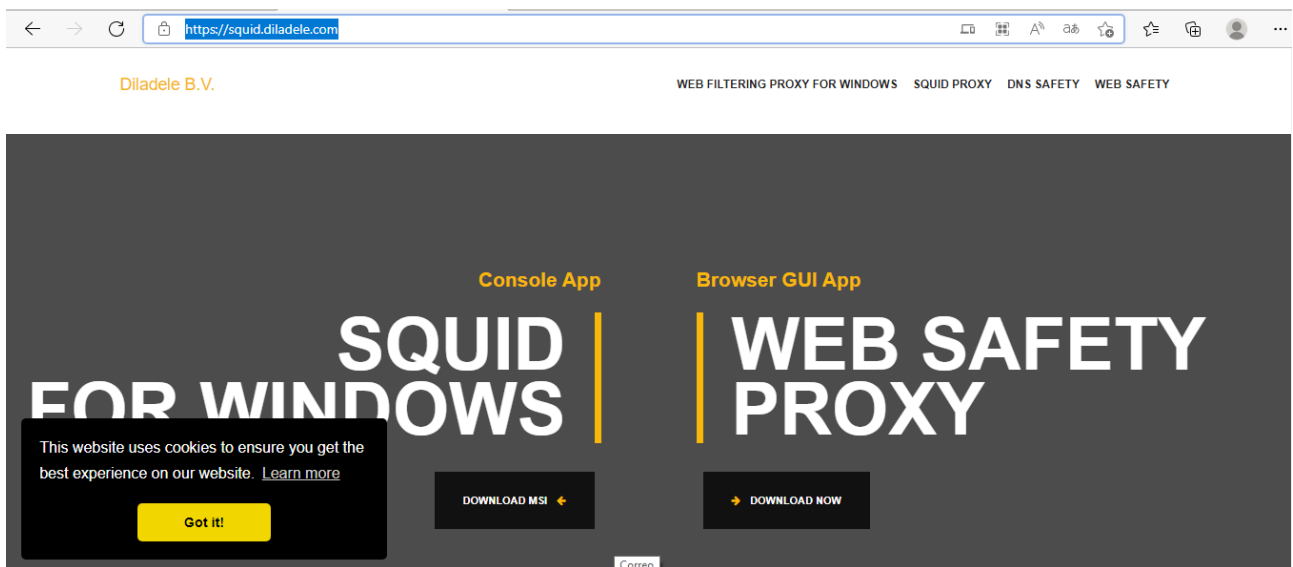 https://squid.diladele.com
Diladele B.V.
WEB FILTERING PROXY FOR WINDOWS SQUID PROXY DNS SAFETY WEB SAFETY
Console App
SQUID
FOR WINDOWS
DOWNLOAD MSI
Browser GUI App
WEB SAFETY
PROXY
DOWNLOAD NOW
This website uses cookies to ensure you get the
best experience on our website. Learn more
Got it!
Correo